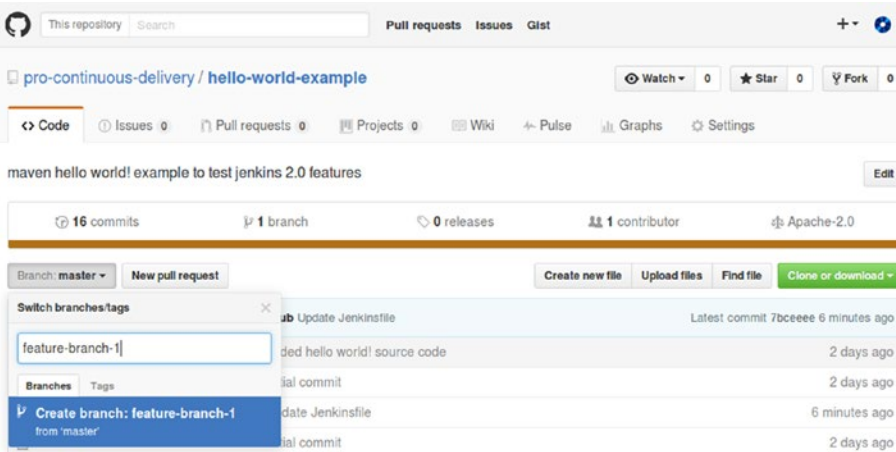 This repository Search Pull requests Issues Gist
pro-continuous-delivery / hello-world-example Watch 0 Star 0 Fork 0
Code Issues 0 Pull requests 0 Projects 0 Wiki Pulse Graphs Settings
maven hello world! example to test jenkins 2.0 features Edit
16 commits 1 branch 0 releases 1 contributor Apache-2.0
Branch: master New pull request Create new file Upload files Find file Clone or download
Switch branches/tags
ub Update Jenkinsfile Latest commit 7bceeee 6 minutes ago
feature-branch-1
ded hello world! source code 2 days ago
Branches Tags
ial commit 2 days ago
Create branch: feature-branch-1
from 'master'
date Jenkinsfile 6 minutes ago
ial commit 2 days ago